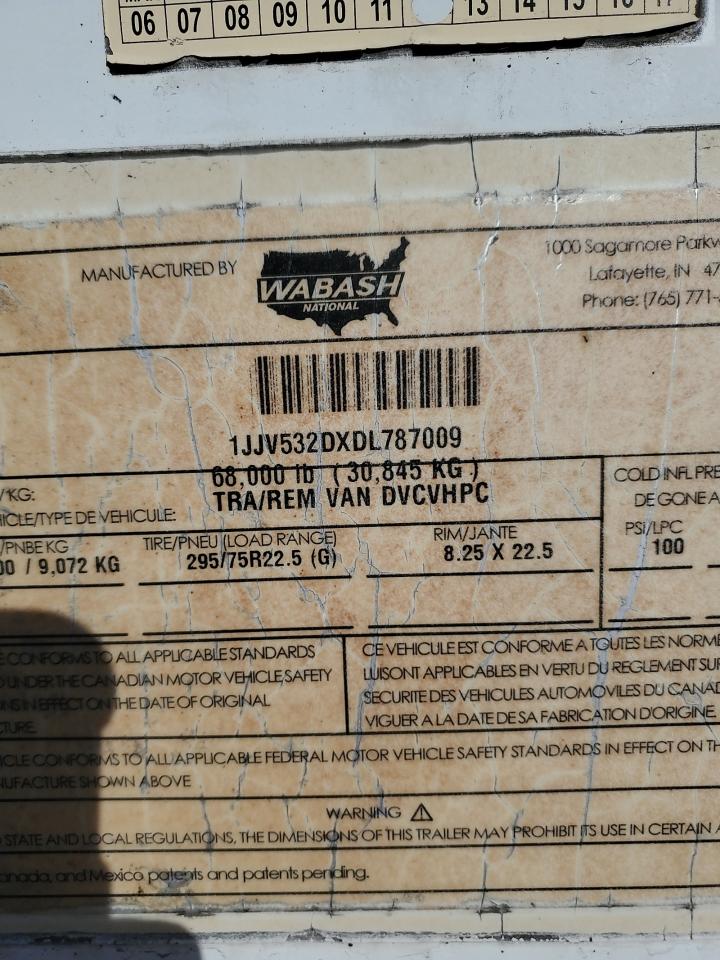 06 07 08 09 10 11 13 14 15 16 17
MANUFACTURED BY
WABASH
NATIONAL
1000 Sagamore Parkw
Lafayette, IN 47
Phone: (765) 771-
1JJV532DXDL787009
68,000 lb ( 30,845 KG )
/KG:
TRA/REM VAN DVCVHPC
ICLE/TYPE DE VEHICULE:
COLD INFL PRE
DE GONE A
/PNBE KG
00 / 9,072 KG
TIRE/PNEU (LOAD RANGE)
295/75R22.5 (G)
RIM/JANTE
8.25 X 22.5
PSI/LPC
100
E CONFORMS TO ALL APPLICABLE STANDARDS
D UNDER THE CANADIAN MOTOR VEHICLE SAFETY
ONS IN EFFECT ON THE DATE OF ORIGINAL
CTURE.
CE VEHICULE EST CONFORME A TOUTES LES NORME
LUI SONT APPLICABLES EN VERTU DU REGLEMENT SUR
SECURITE DES VEHICULES AUTOMOVILES DU CANAD
VIGUER A LA DATE DE SA FABRICATION D'ORIGINE.
ICLE CONFORMS TO ALL APPLICABLE FEDERAL MOTOR VEHICLE SAFETY STANDARDS IN EFFECT ON TH
NUFACTURE SHOWN ABOVE
WARNING
STATE AND LOCAL REGULATIONS, THE DIMENSIONS OF THIS TRAILER MAY PROHIBIT ITS USE IN CERTAIN A
anada, and Mexico patents and patents pending.